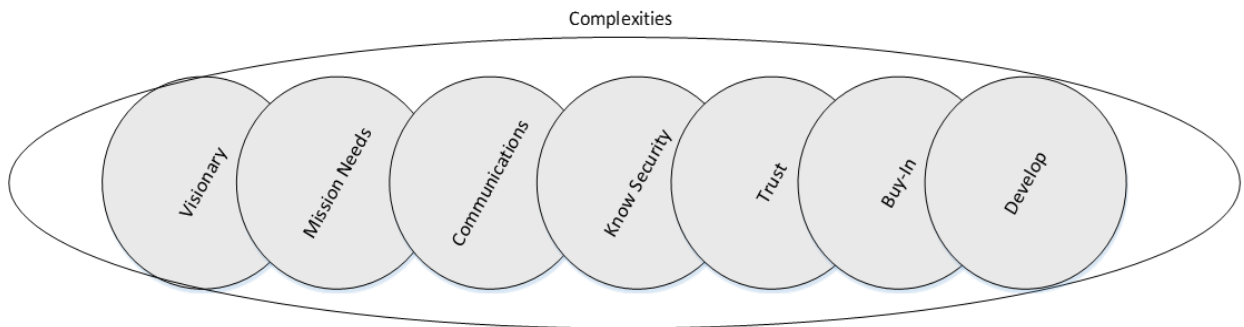 Complexities
Visionary
Mission Needs
Communications
Know Security
Trust
Buy-In
Develop